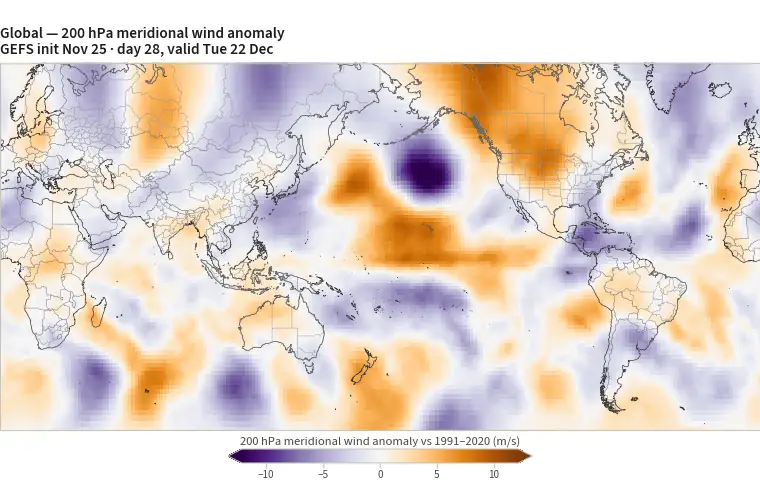 Global — 200 hPa meridional wind anomaly
GEFS init Nov 25 · day 28, valid Tue 22 Dec
200 hPa meridional wind anomaly vs 1991–2020 (m/s)
−10 −5 0 5 10